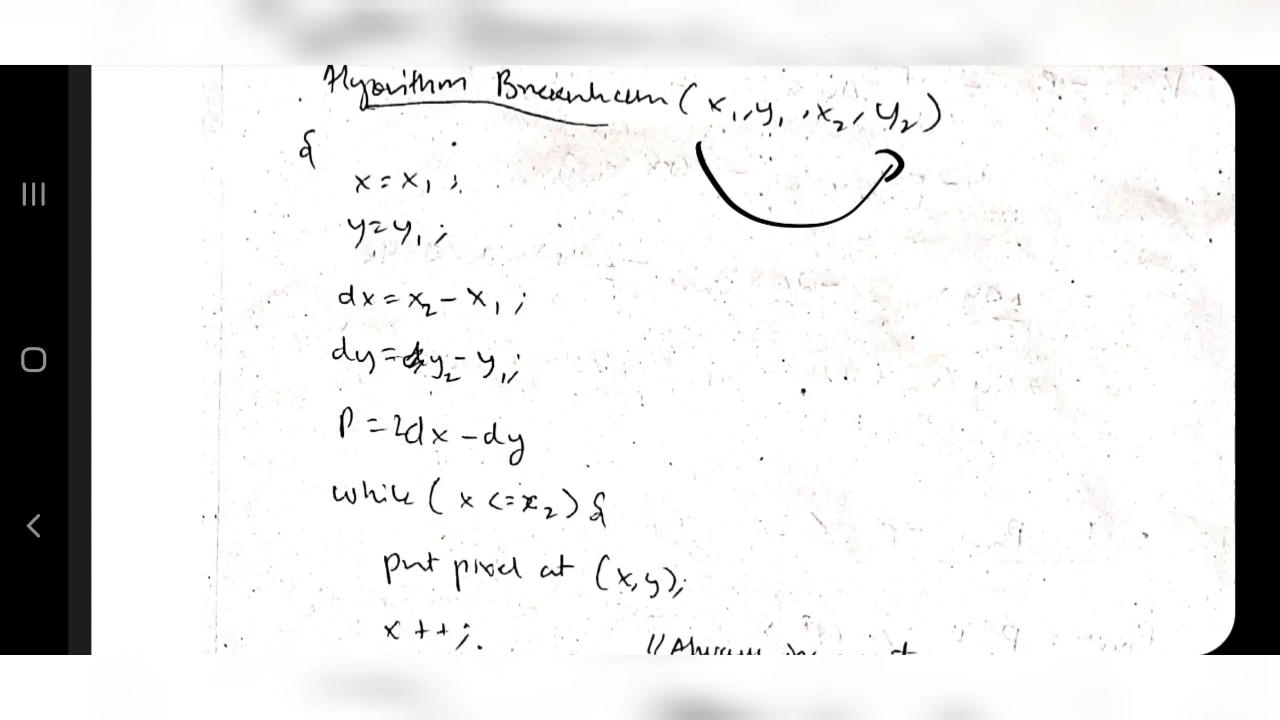 Algorithm Bresenham (x₁, y₁, x₂, y₂)
{
x = x₁ ;
y = y₁ ;
dx = x₂ - x₁ ;
dy = y₂ - y₁ ;
P = 2dx - dy
while ( x <= x₂ ) {
put pixel at (x, y);
x ++ ;
// Always